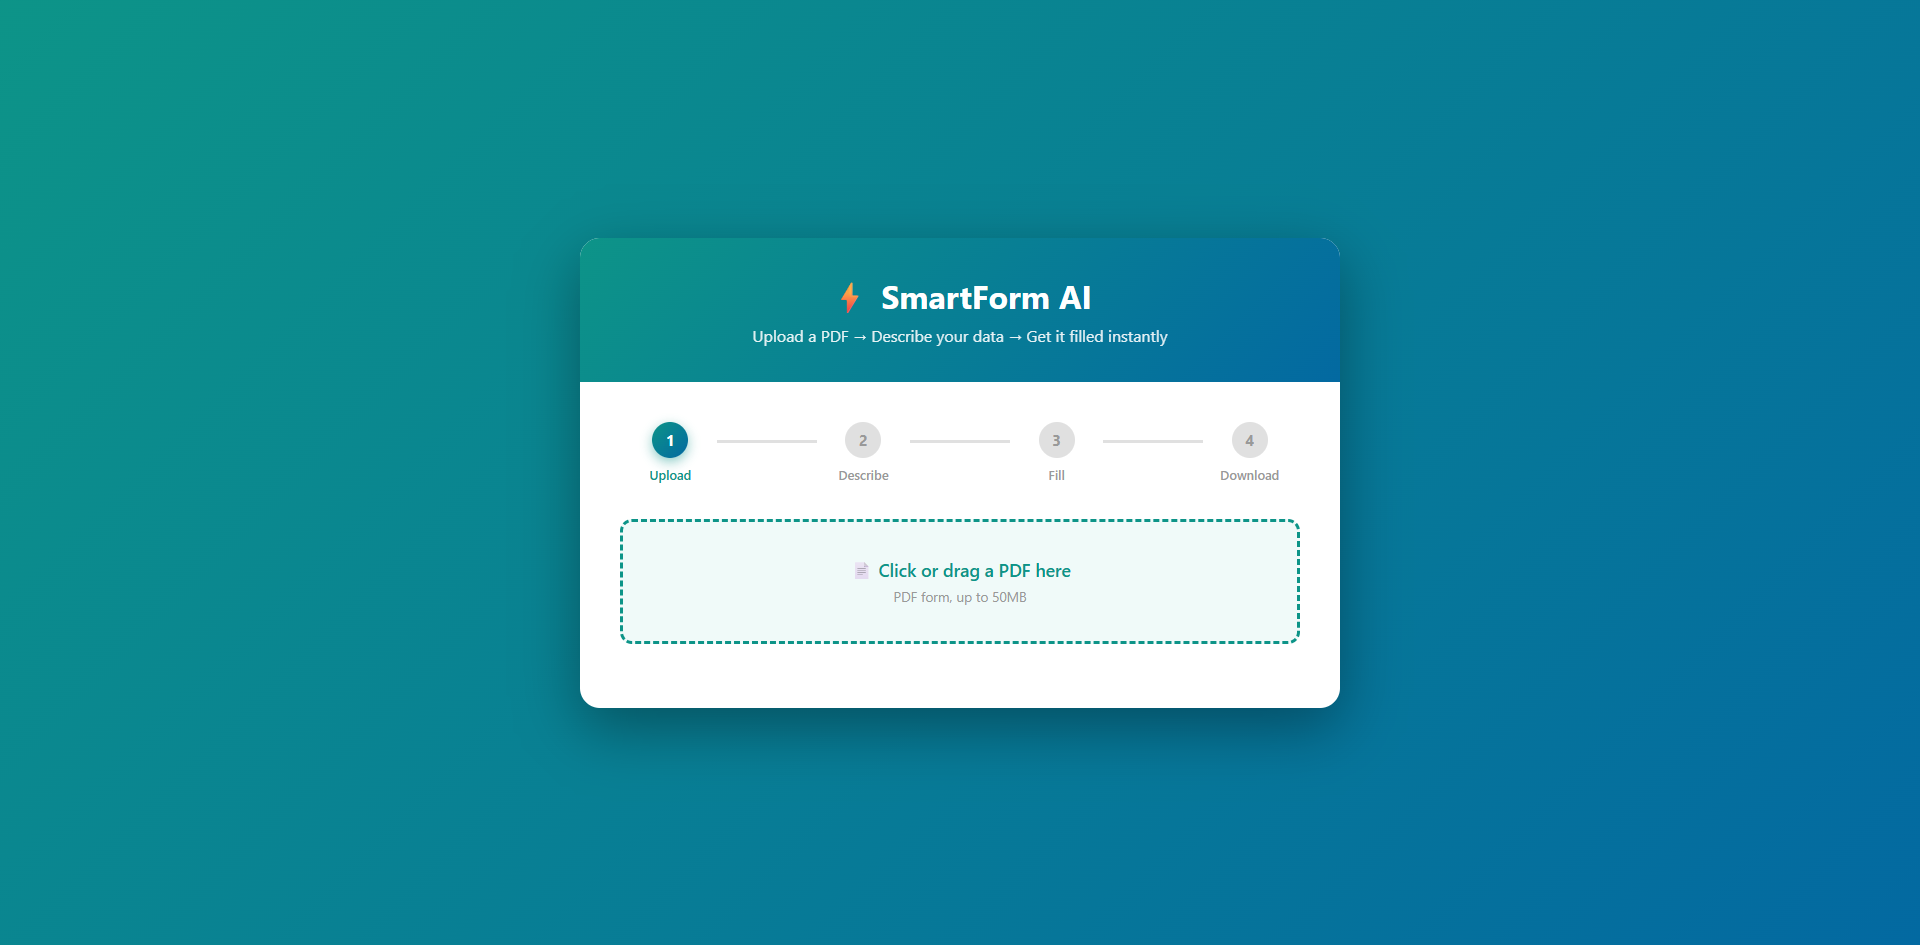 SmartForm AI
Upload a PDF → Describe your data → Get it filled instantly
1
2
3
4
Upload
Describe
Fill
Download
Click or drag a PDF here
PDF form, up to 50MB